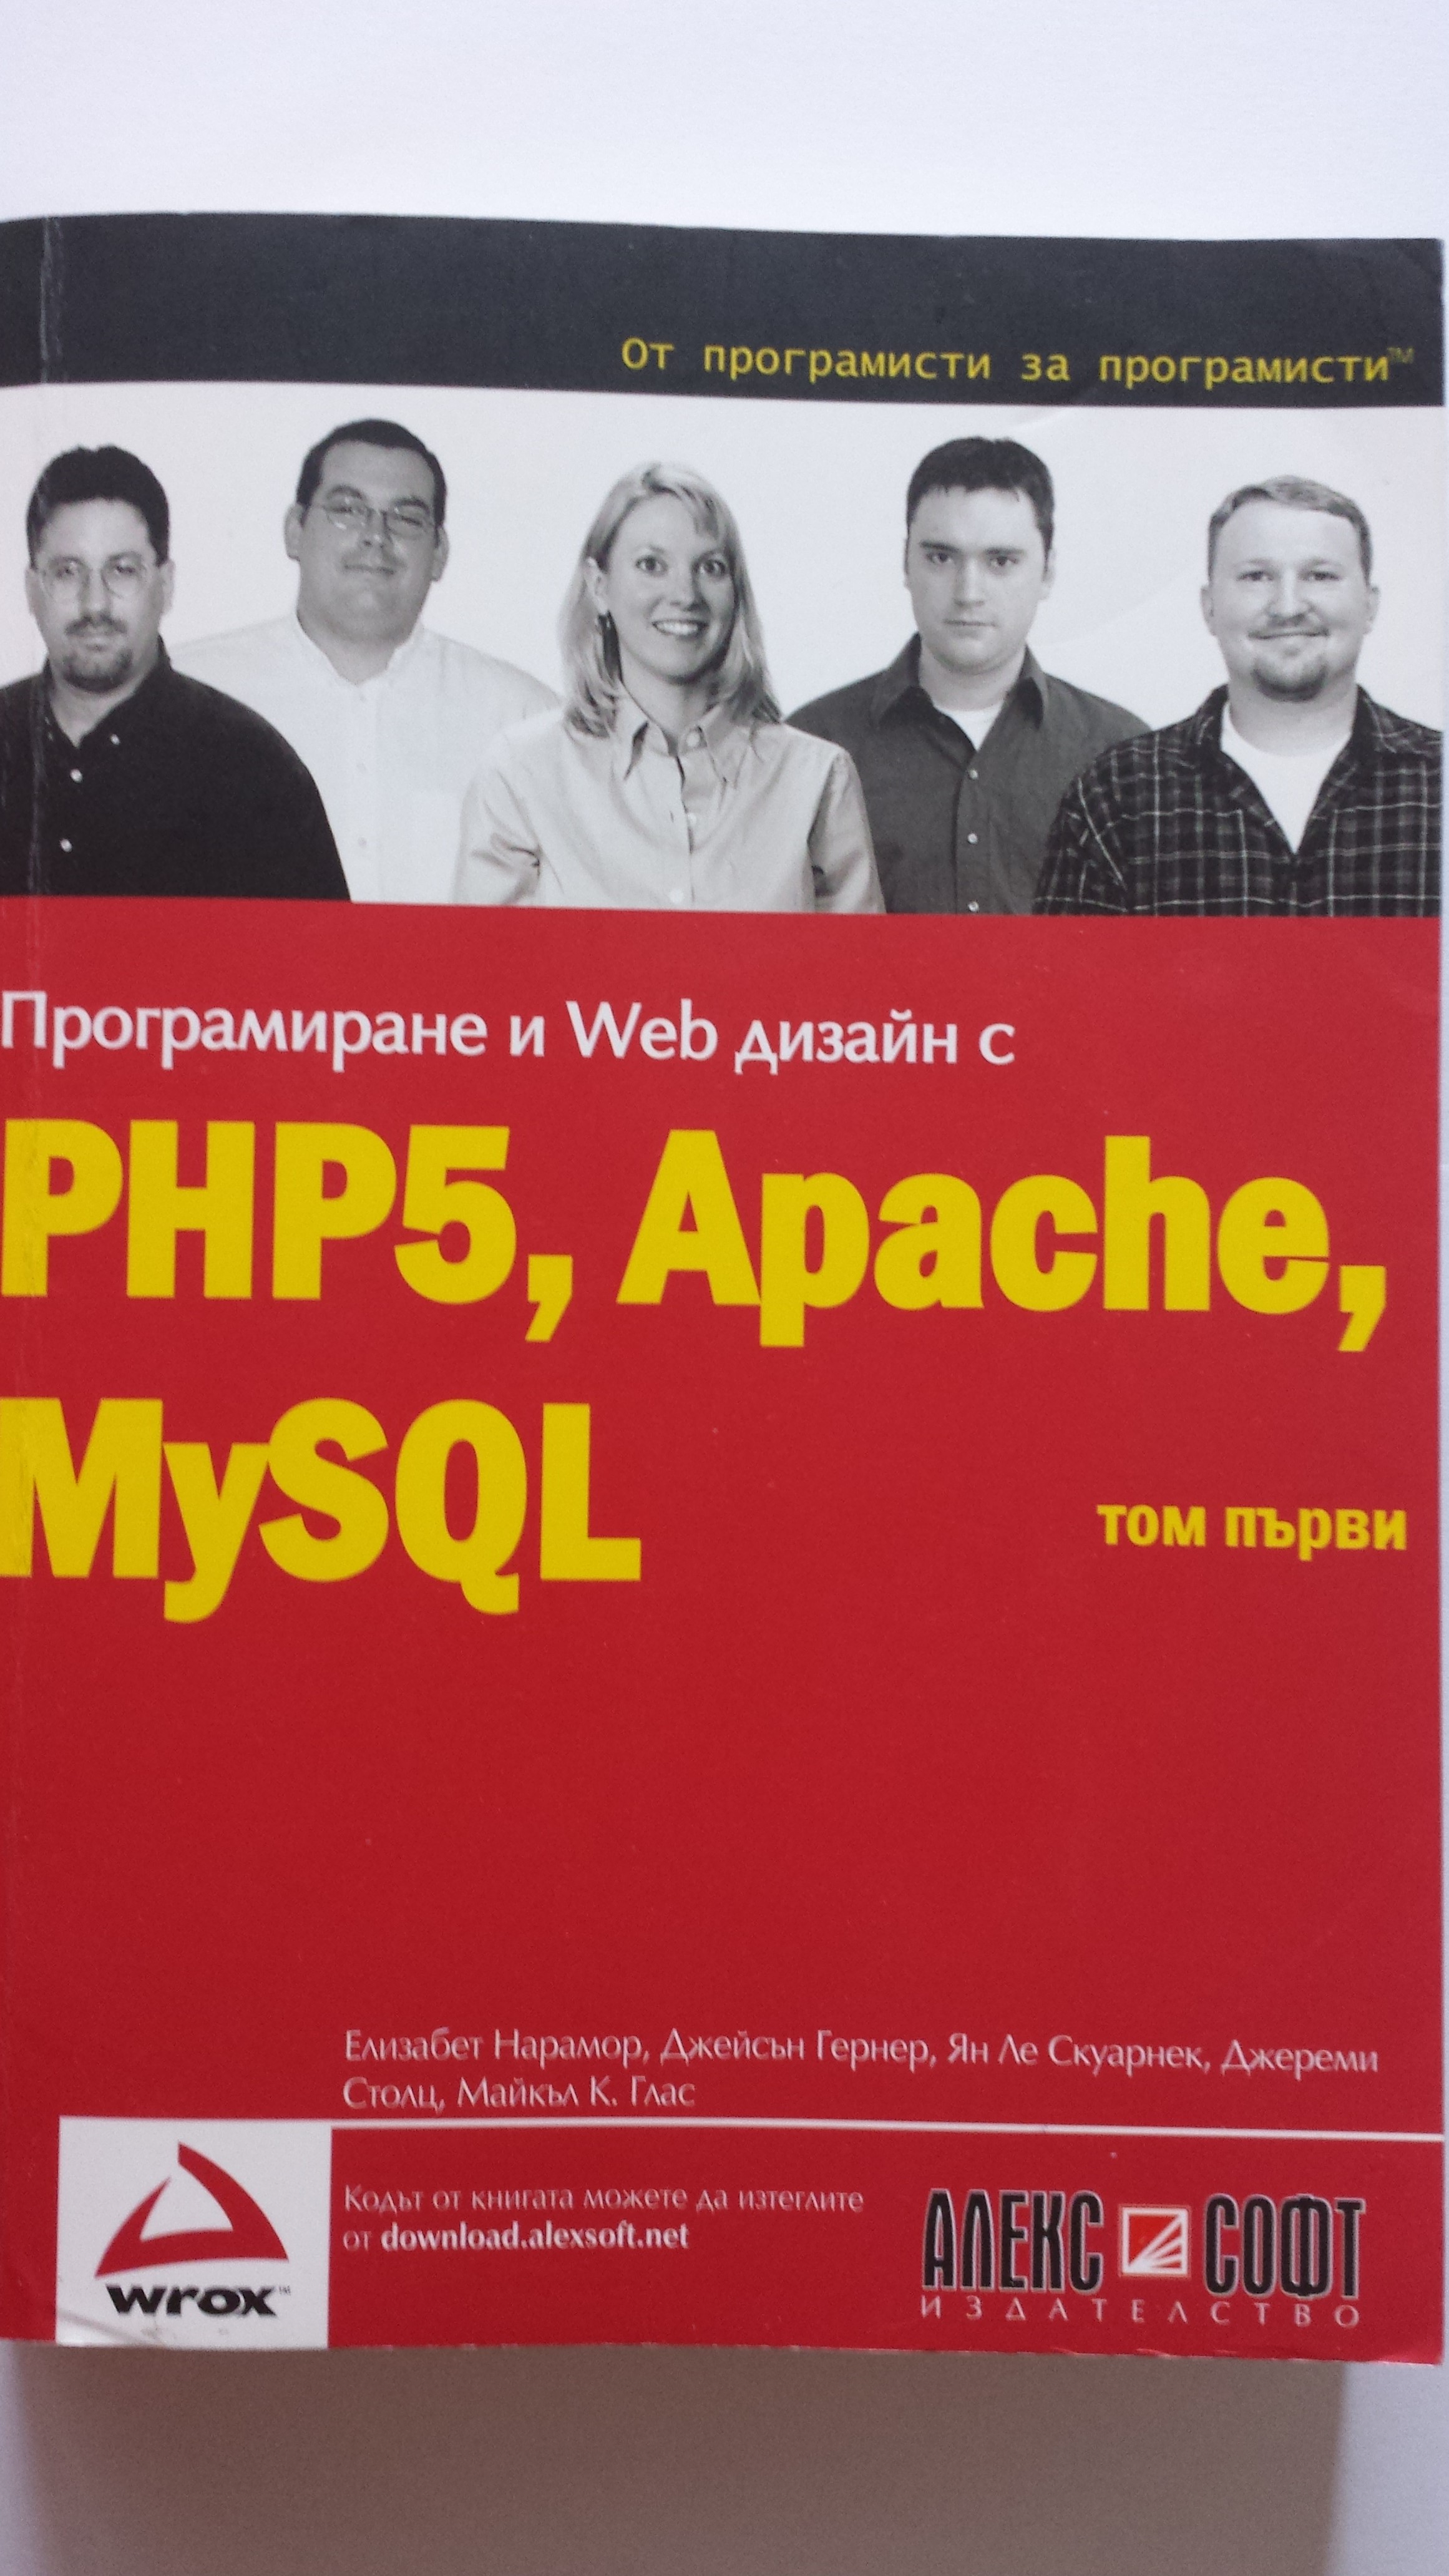 От програмисти за програмисти™
Програмиране и Web дизайн с
PHP5, Apache,
MySQL
том първи
Елизабет Нарамор, Джейсън Гернер, Ян Ле Скуарнек, Джереми
Столц, Майкъл К. Глас
Кодът от книгата можете да изтеглите
от download.alexsoft.net
wrox™
АЛЕКС СОФТ
ИЗДАТЕЛСТВО